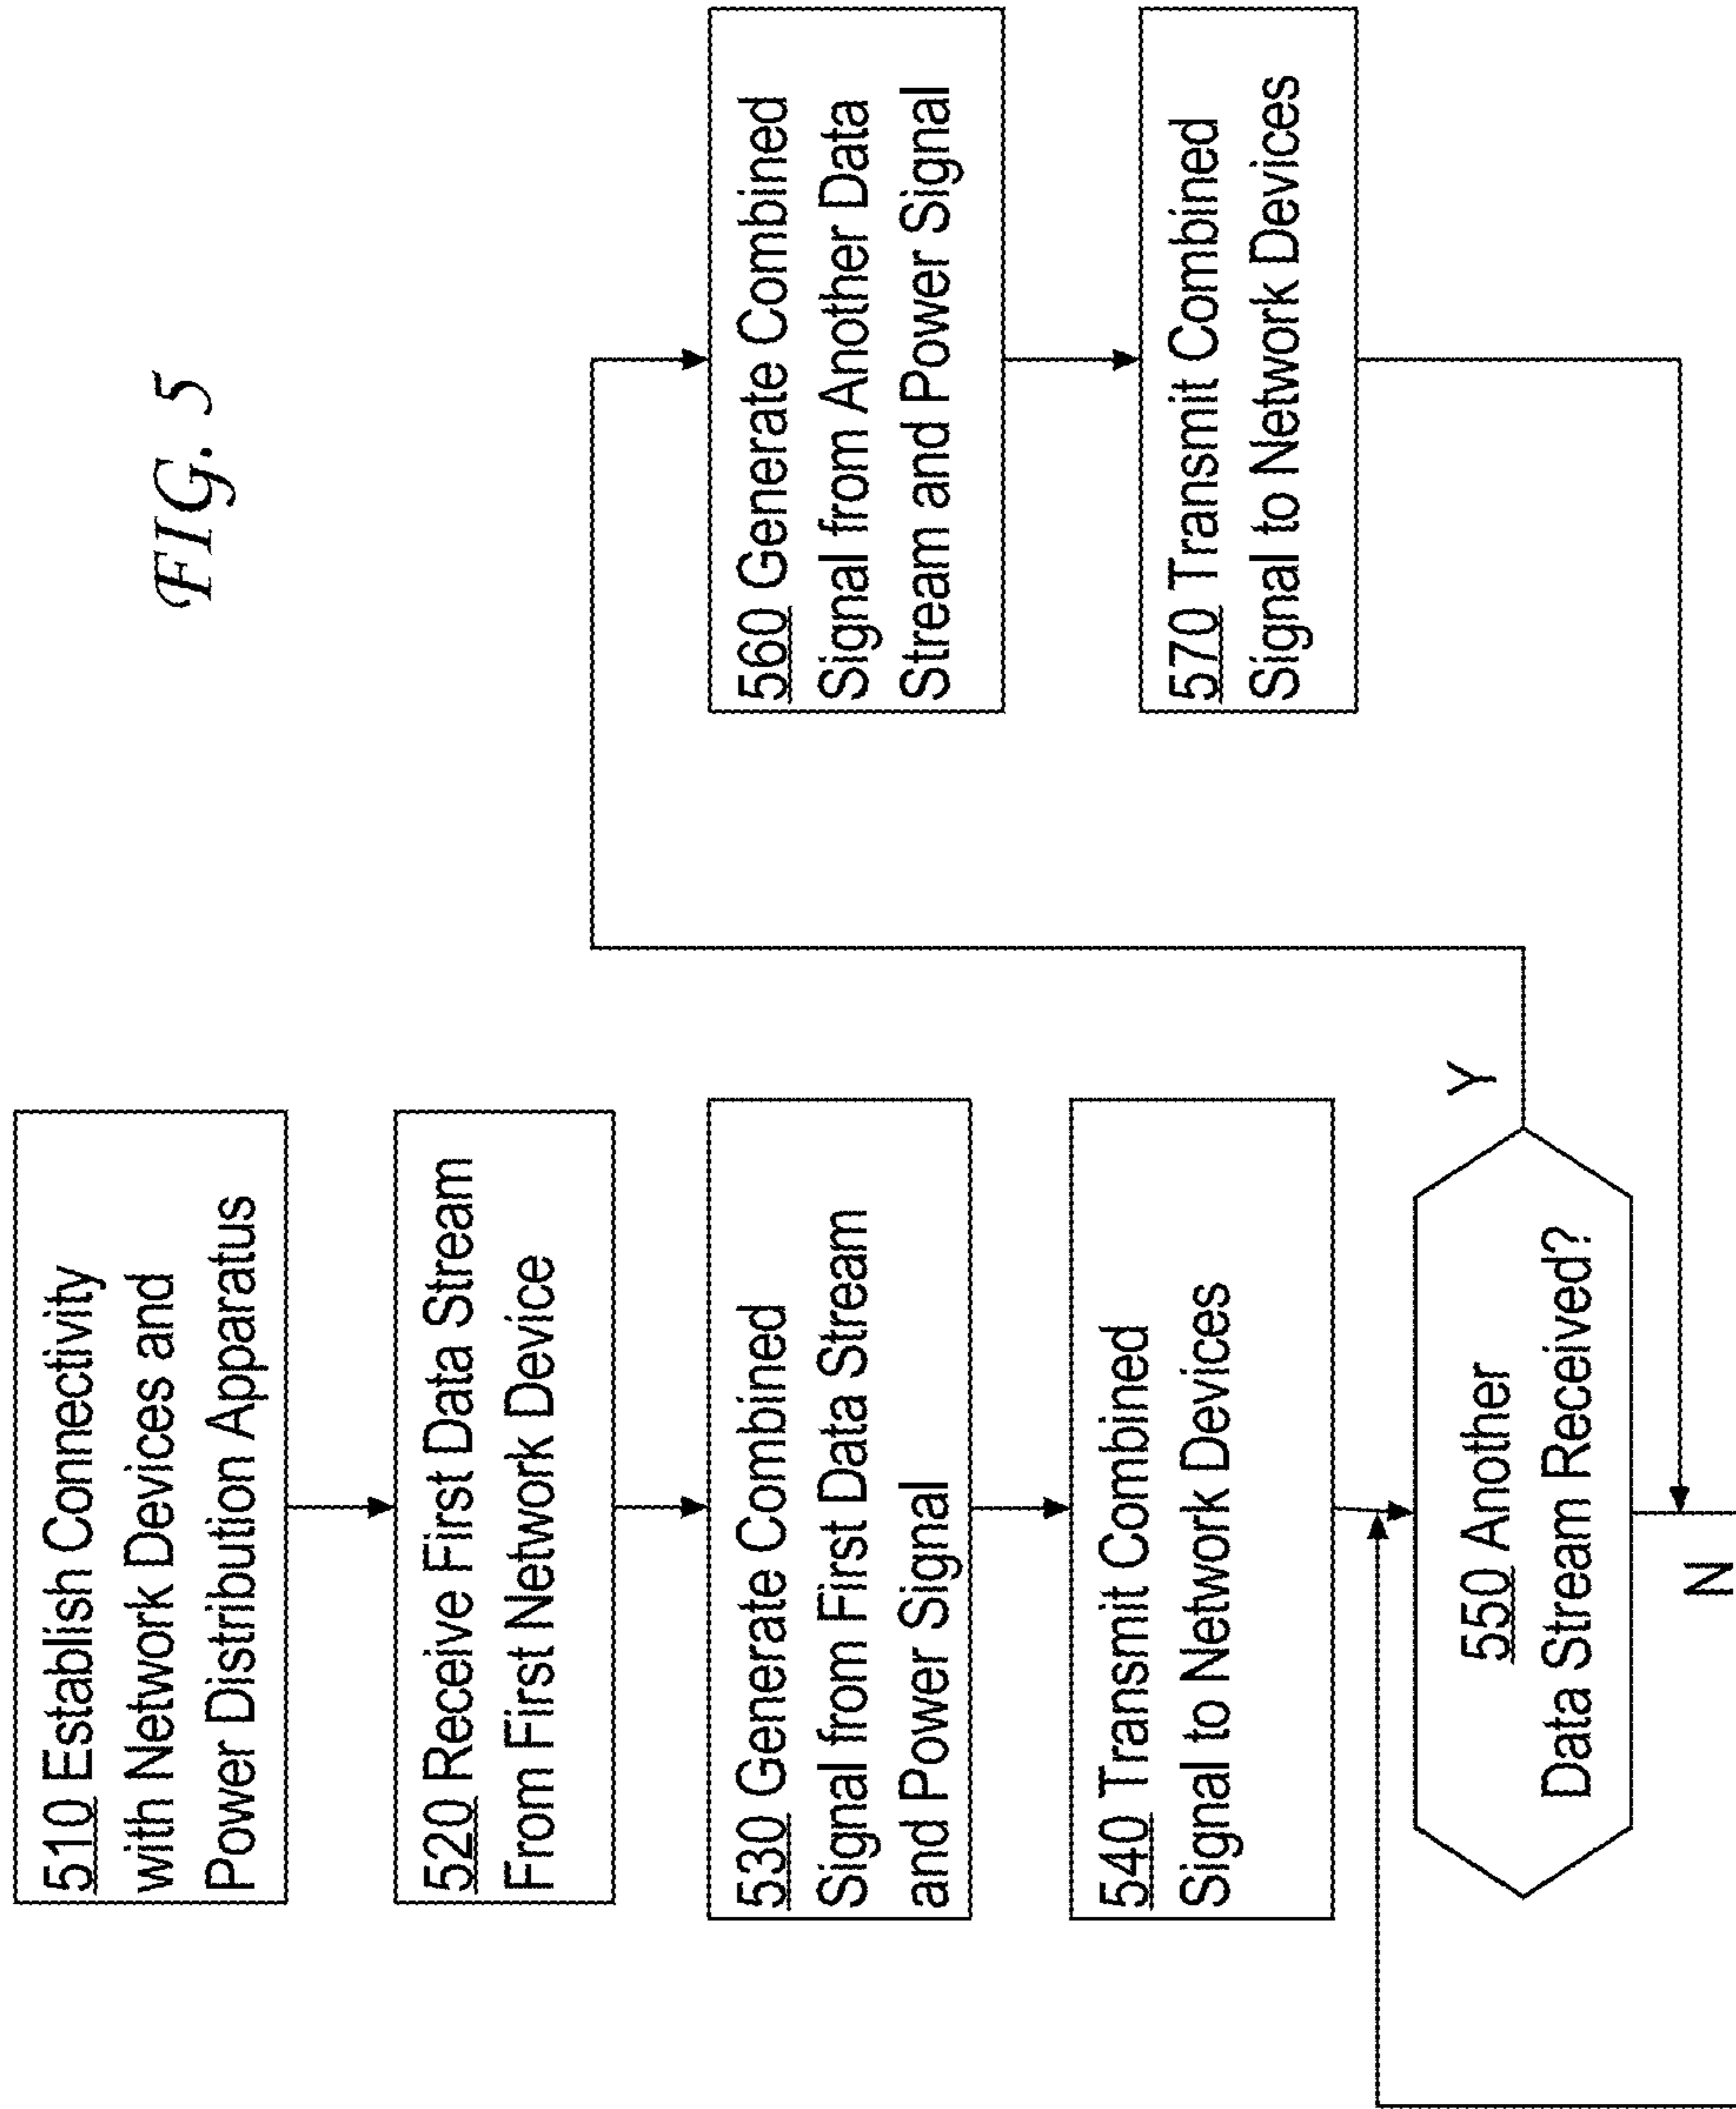 FIG. 5
510 Establish Connectivity
with Network Devices and
Power Distribution Apparatus
520 Receive First Data Stream
From First Network Device
530 Generate Combined
Signal from First Data Stream
and Power Signal
540 Transmit Combined
Signal to Network Devices
550 Another
Data Stream Received?
Y
N
560 Generate Combined
Signal from Another Data
Stream and Power Signal
570 Transmit Combined
Signal to Network Devices